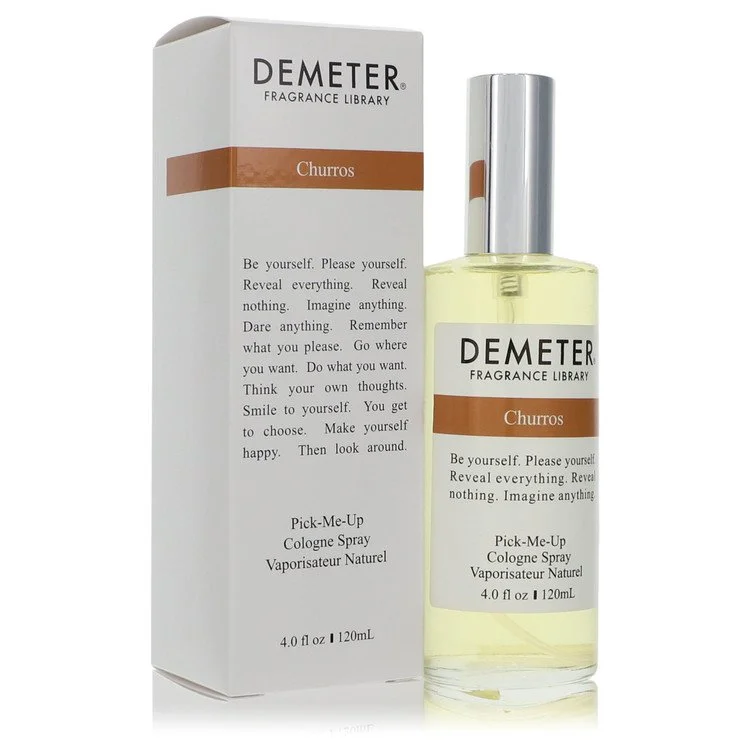 DEMETER®
FRAGRANCE LIBRARY
Churros
Be yourself. Please yourself.
Reveal everything. Reveal
nothing. Imagine anything.
Dare anything. Remember
what you please. Go where
you want. Do what you want.
Think your own thoughts.
Smile to yourself. You get
to choose. Make yourself
happy. Then look around.
Pick-Me-Up
Cologne Spray
Vaporisateur Naturel
4.0 fl oz 120mL
DEMETER®
FRAGRANCE LIBRARY
Churros
Be yourself. Please yourself.
Reveal everything. Reveal
nothing. Imagine anything.
Pick-Me-Up
Cologne Spray
Vaporisateur Naturel
4.0 fl oz 120mL